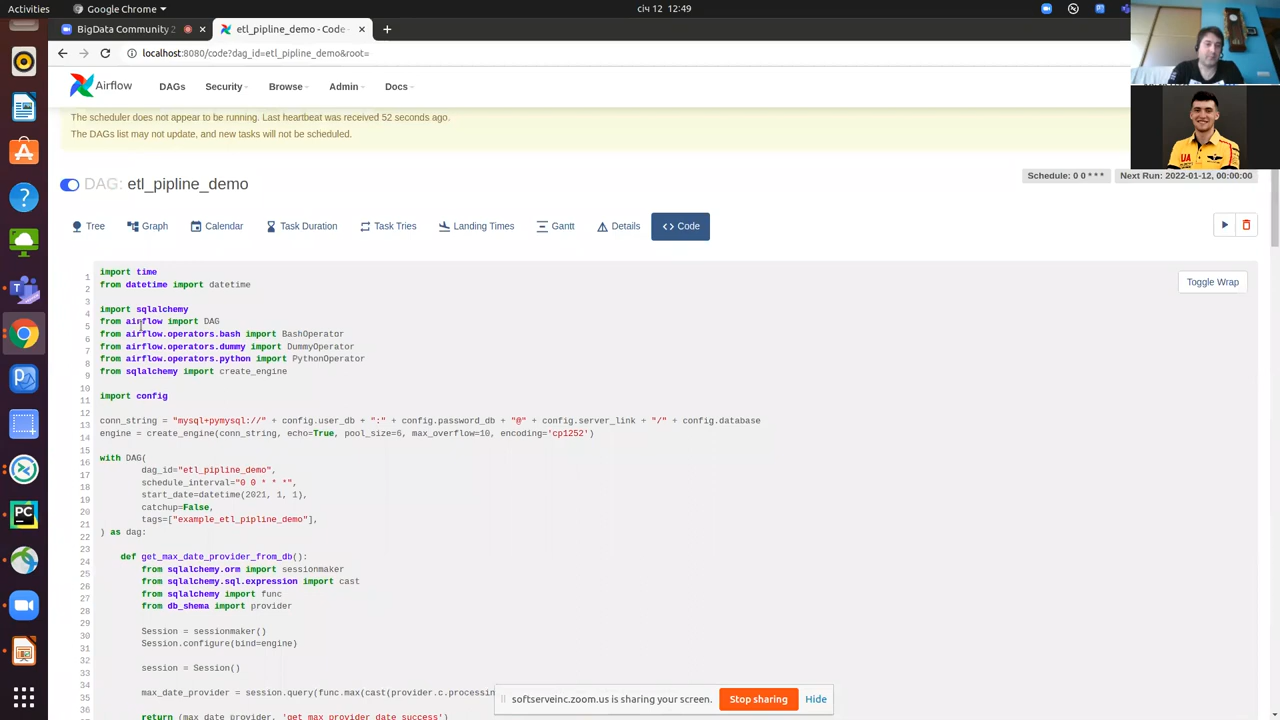 Activities
Google Chrome
січ 12 12:49
BigData Community 2
etl_pipline_demo - Code
localhost:8080/code?dag_id=etl_pipline_demo&root=
Airflow
DAGs
Security
Browse
Admin
Docs
The scheduler does not appear to be running. Last heartbeat was received 52 seconds ago.
The DAGs list may not update, and new tasks will not be scheduled.
DAG: etl_pipline_demo
Schedule: 0 0 * * *
Next Run: 2022-01-12, 00:00:00
Tree
Graph
Calendar
Task Duration
Task Tries
Landing Times
Gantt
Details
<> Code
Toggle Wrap
1 import time
2 from datetime import datetime
3
4 import sqlalchemy
5 from airflow import DAG
6 from airflow.operators.bash import BashOperator
7 from airflow.operators.dummy import DummyOperator
8 from airflow.operators.python import PythonOperator
9 from sqlalchemy import create_engine
10
11 import config
12
13 conn_string = "mysql+pymysql://" + config.user_db + ":" + config.password_db + "@" + config.server_link + "/" + config.database
14 engine = create_engine(conn_string, echo=True, pool_size=6, max_overflow=10, encoding='cp1252')
15
16 with DAG(
17 dag_id="etl_pipline_demo",
18 schedule_interval="0 0 * * *",
19 start_date=datetime(2021, 1, 1),
20 catchup=False,
21 tags=["example_etl_pipline_demo"],
22 ) as dag:
23
24 def get_max_date_provider_from_db():
25 from sqlalchemy.orm import sessionmaker
26 from sqlalchemy.sql.expression import cast
27 from sqlalchemy import func
28 from db_shema import provider
29
30 Session = sessionmaker()
31 Session.configure(bind=engine)
32
33 session = Session()
34
35 max_date_provider = session.query(func.max(cast(provider.c.processin
36
return (max_date_provider, 'get_max_provider_date_success')
UA
softserveinc.zoom.us is sharing your screen.
Stop sharing
Hide